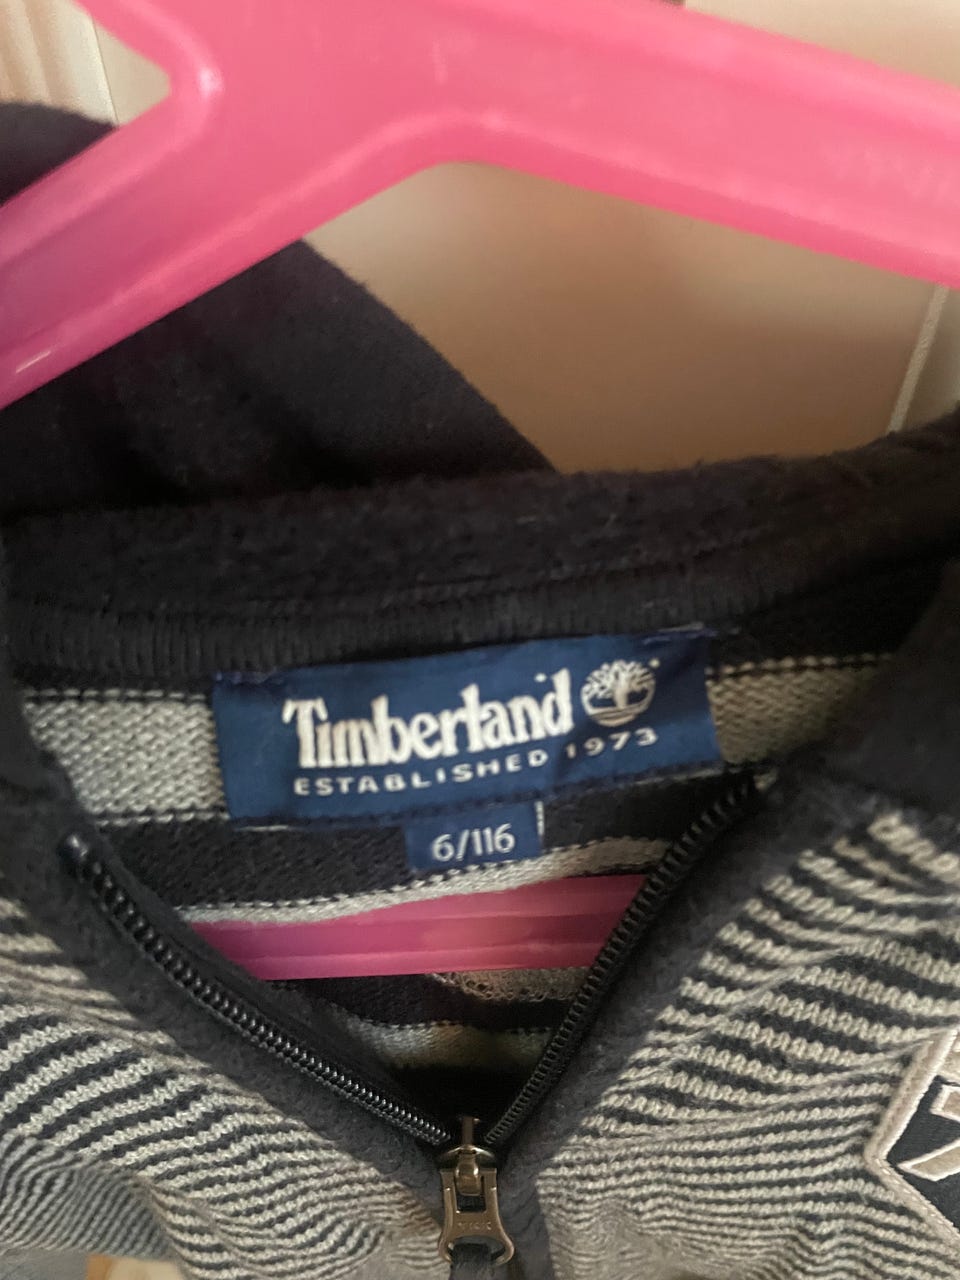 Timberland
ESTABLISHED 1973
6/116